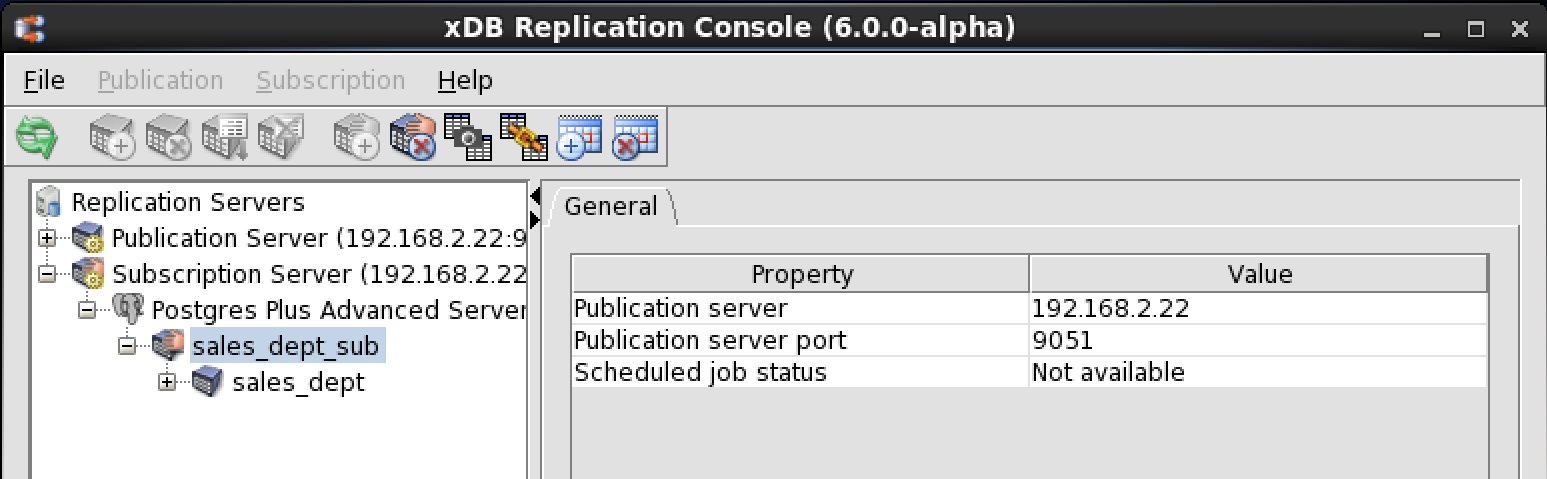 xDB Replication Console (6.0.0-alpha)
File Publication Subscription Help
Replication Servers
Publication Server (192.168.2.22:9
Subscription Server (192.168.2.22
Postgres Plus Advanced Server
sales_dept_sub
sales_dept
General
Property Value
Publication server 192.168.2.22
Publication server port 9051
Scheduled job status Not available